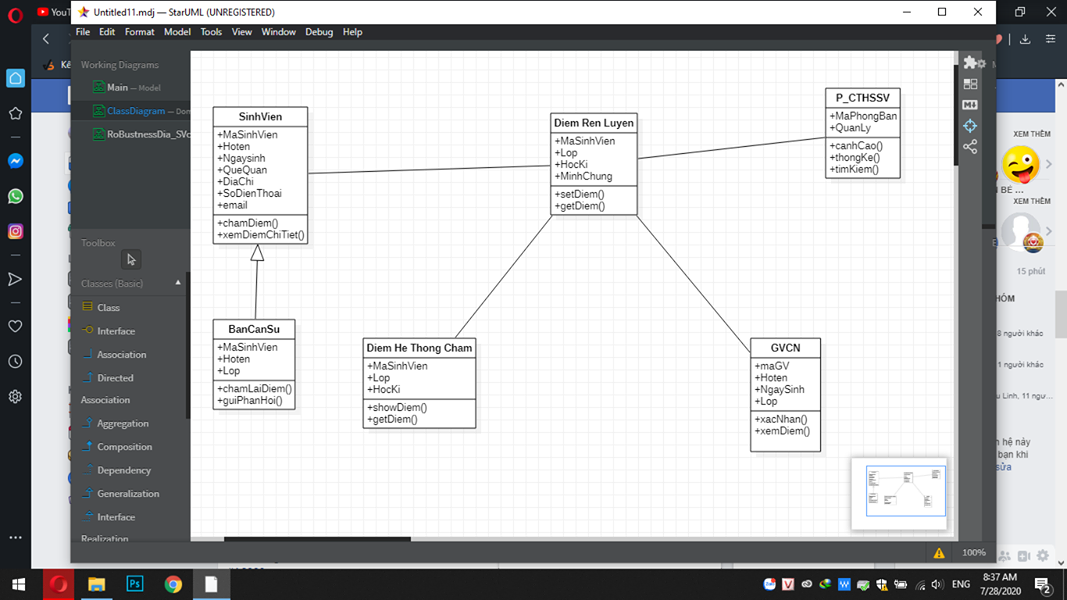 YouT
Untitled11.mdj — StarUML (UNREGISTERED)
File Edit Format Model Tools View Window Debug Help
Working Diagrams
Main — Model
ClassDiagram — Dom
RoBustnessDia_SVc
Toolbox
Classes (Basic)
Class
Interface
Association
Directed
Association
Aggregation
Composition
Dependency
Generalization
Interface
Realization
SinhVien
+MaSinhVien
+Hoten
+Ngaysinh
+QueQuan
+DiaChi
+SoDienThoai
+email
+chamDiem()
+xemDiemChiTiet()
BanCanSu
+MaSinhVien
+Hoten
+Lop
+chamLaiDiem()
+guiPhanHoi()
Diem Ren Luyen
+MaSinhVien
+Lop
+HocKi
+MinhChung
+setDiem()
+getDiem()
Diem He Thong Cham
+MaSinhVien
+Lop
+HocKi
+showDiem()
+getDiem()
P_CTHSSV
+MaPhongBan
+QuanLy
+canhCao()
+thongKe()
+timKiem()
GVCN
+maGV
+Hoten
+NgaySinh
+Lop
+xacNhan()
+xemDiem()
100%
XEM THÊM
BÉ ...
XEM THÊM
15 phút
HÓM
8 người khác
1 người khác
u Linh, 11 ngư...
hệ này
bạn khi
sửa
ENG
8:37 AM
7/28/2020
2